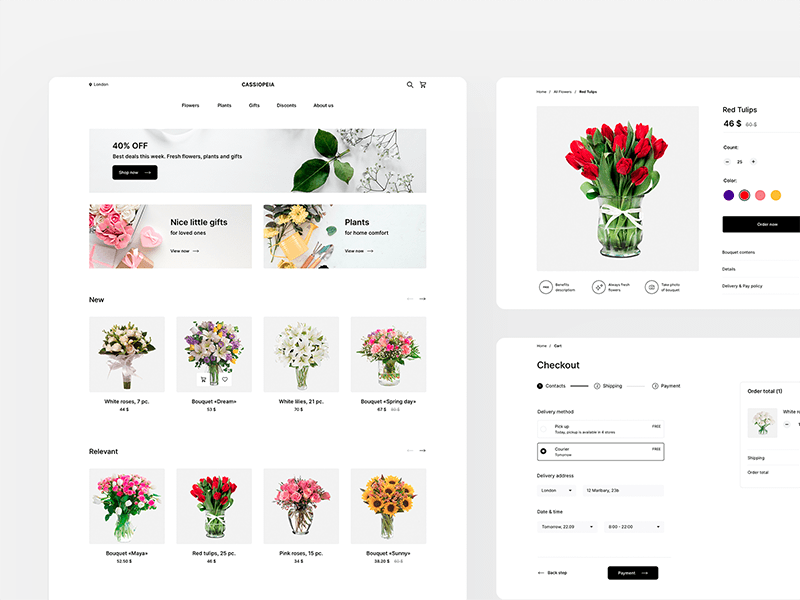 London
CASSIOPEIA
Flowers Plants Gifts Disconts About us
40% OFF
Best deals this week. Fresh flowers, plants and gifts
Shop now
Nice little gifts
for loved ones
View now
Plants
for home comfort
View now
New
White roses, 7 pc.
44 $
Bouquet «Dream»
53 $
White lilies, 21 pc.
70 $
Bouquet «Spring day»
47 $ 60 $
Relevant
Bouquet «Maya»
52.50 $
Red tulips, 25 pc.
46 $
Pink roses, 15 pc.
34 $
Bouquet «Sunny»
38.20 $
Home / All Flowers / Red Tulips
Red Tulips
46 $ 60 $
Count:
25
Color:
Order now
Bouquet contens
Details
Delivery & Pay policy
Benefits
description
Always fresh
flowers
Take photo
of bouquet
Home / Cart
Checkout
1 Contacts 2 Shipping 3 Payment
Delivery method
Pick up FREE
Today, pickup is available in 4 stores
Courier FREE
Tomorrow
Delivery address
London 12 Maltbary, 23b
Date & time
Tomorrow, 22.09 8:00 - 22:00
Back step
Payment
Order total (1)
White
Shipping
Order total